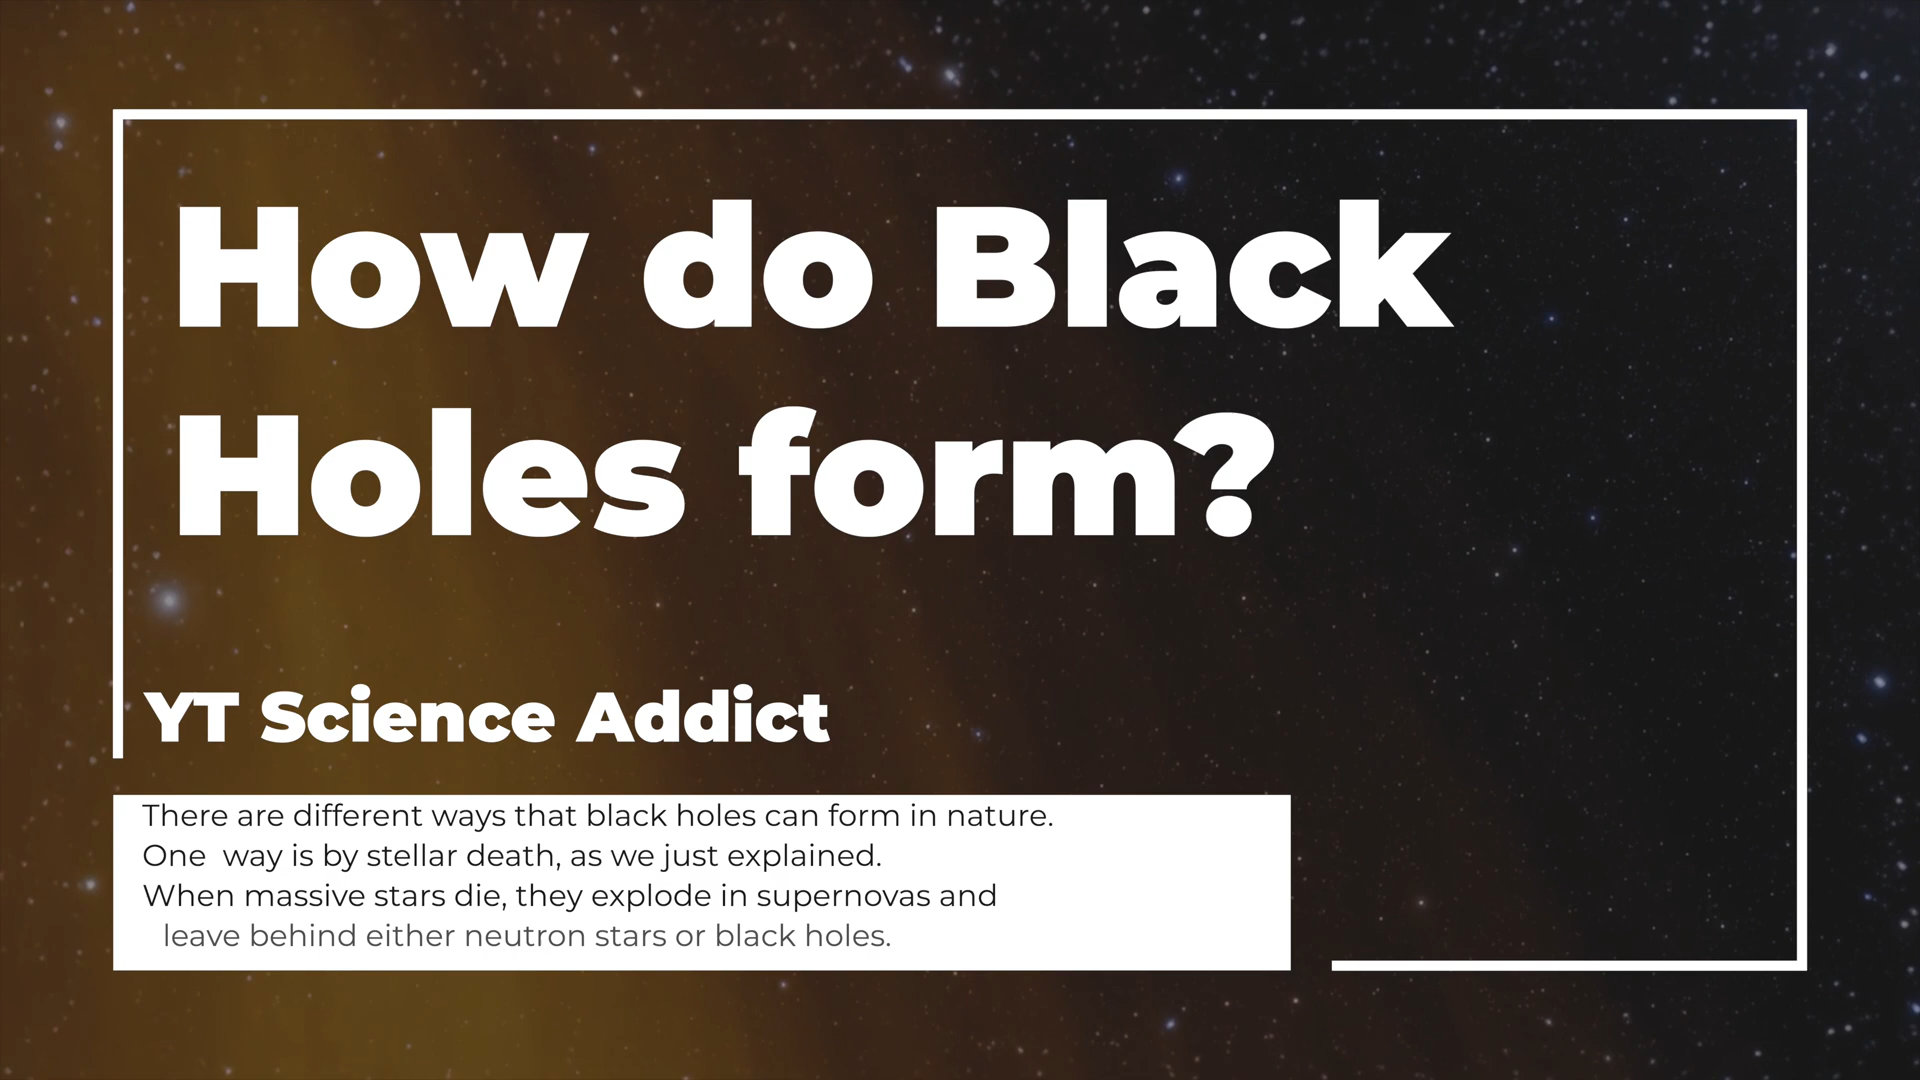 How do Black
Holes form?
YT Science Addict
There are different ways that black holes can form in nature.
One  way is by stellar death, as we just explained.
When massive stars die, they explode in supernovas and
leave behind either neutron stars or black holes.